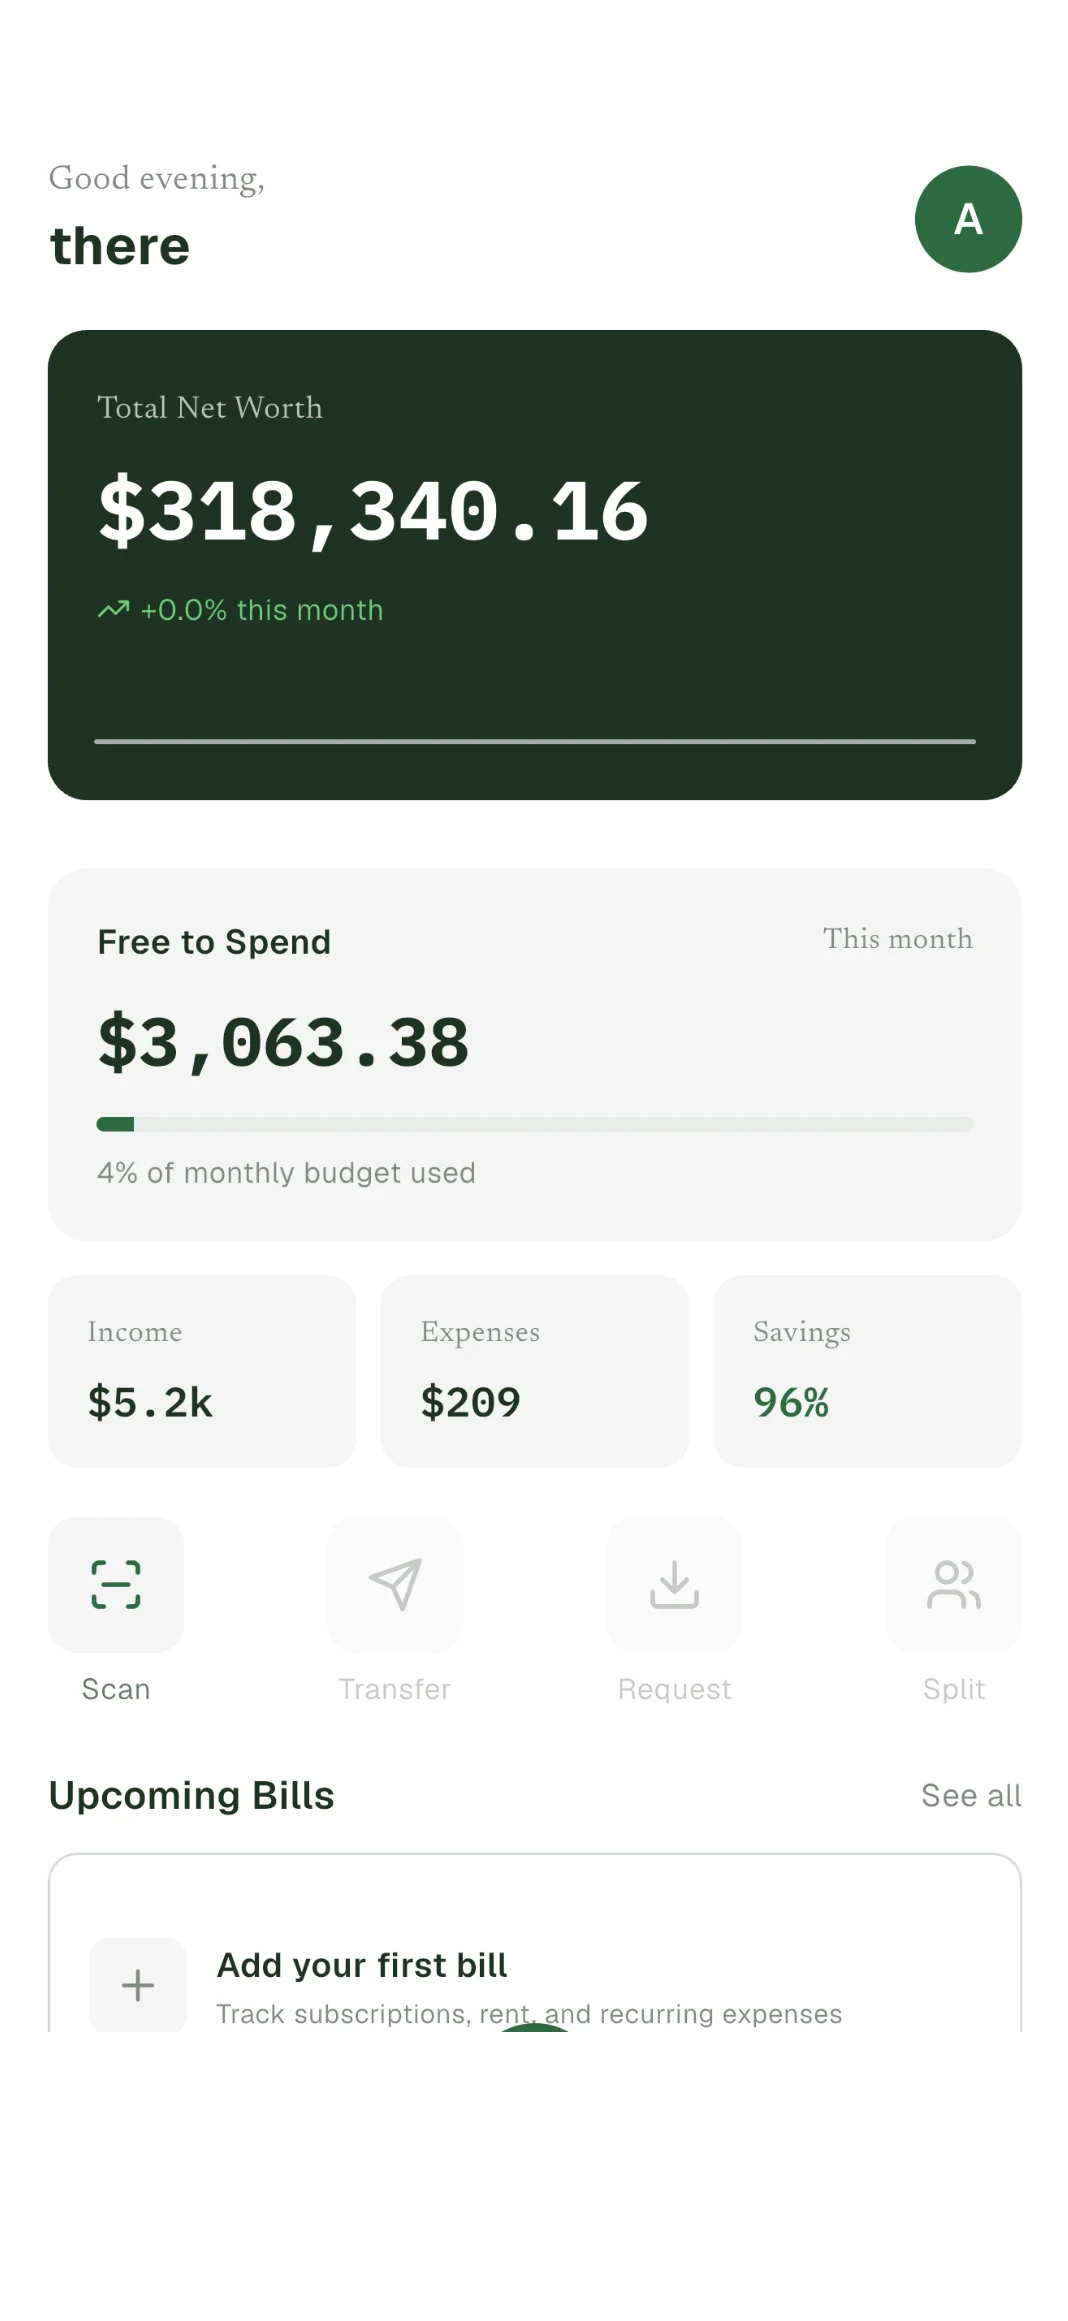 Good evening,
there
A
Total Net Worth
$318,340.16
+0.0% this month
Free to Spend
This month
$3,063.38
4% of monthly budget used
Income
Expenses
Savings
$5.2k
$209
96%
Scan
Transfer
Request
Split
Upcoming Bills
See all
Add your first bill
Track subscriptions, rent, and recurring expenses